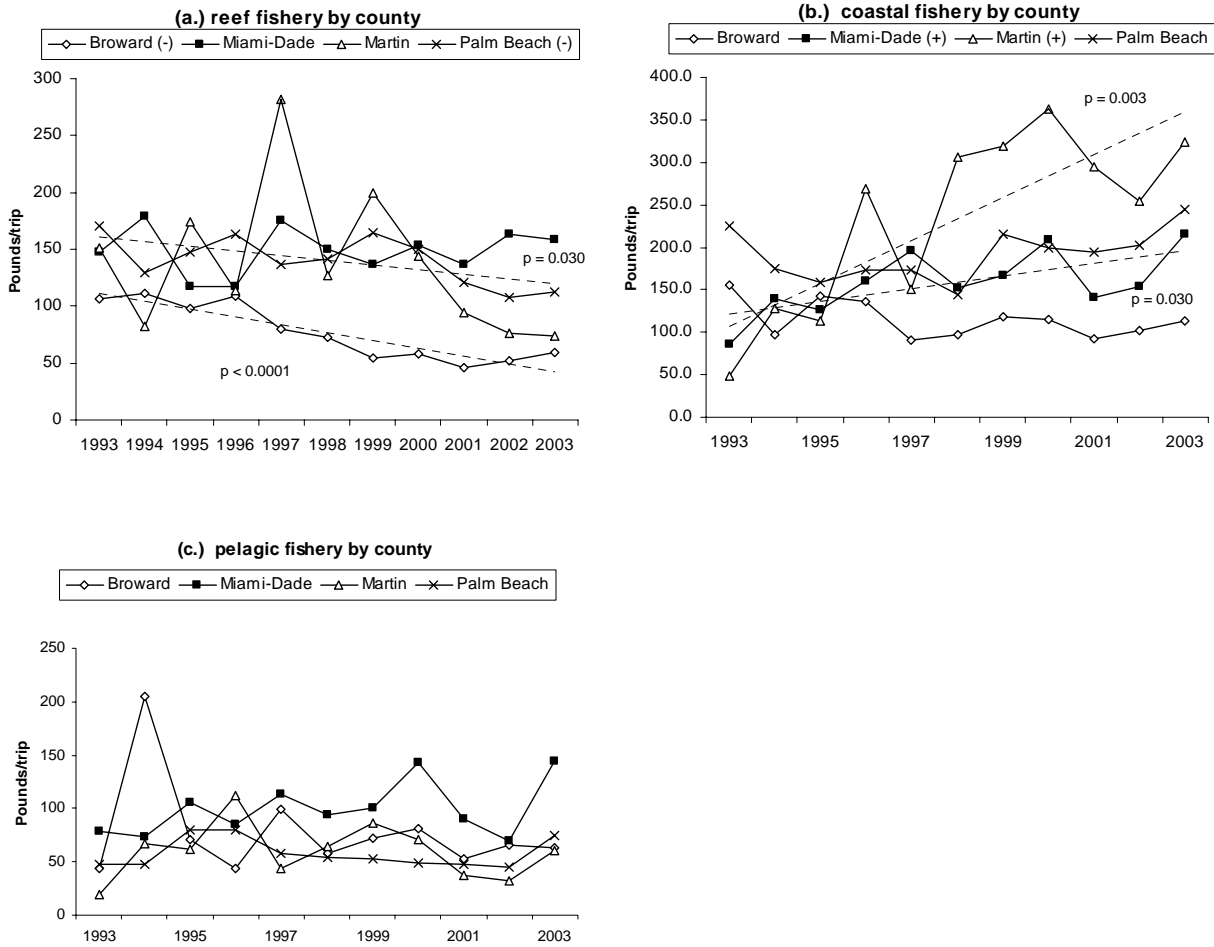 (a.) reef fishery by county
Broward (-) Miami-Dade Martin Palm Beach (-)
300
250
200
150
100
50
0
Pounds/trip
p = 0.030
p < 0.0001
1993 1994 1995 1996 1997 1998 1999 2000 2001 2002 2003
(b.) coastal fishery by county
Broward Miami-Dade (+) Martin (+) Palm Beach
400.0
350.0
300.0
250.0
200.0
150.0
100.0
50.0
0.0
Pounds/trip
p = 0.003
p = 0.030
1993 1995 1997 1999 2001 2003
(c.) pelagic fishery by county
Broward Miami-Dade Martin Palm Beach
250
200
150
100
50
0
Pounds/trip
1993 1995 1997 1999 2001 2003